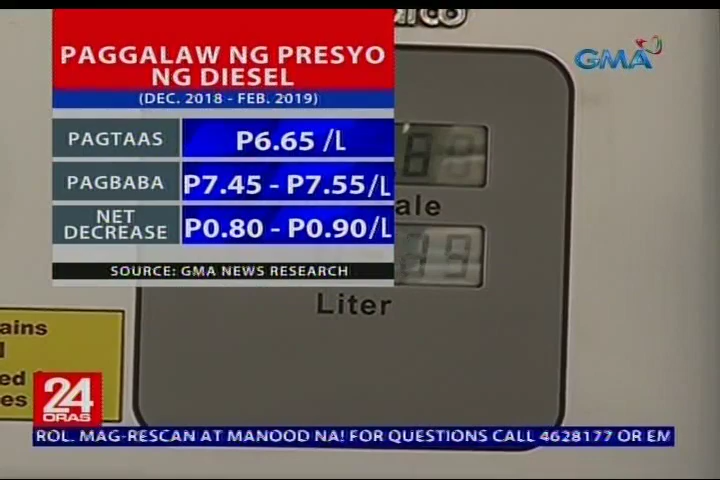 PAGGALAW NG PRESYO
NG DIESEL
(DEC. 2018 - FEB. 2019)
PAGTAAS P6.65 /L
PAGBABA P7.45 - P7.55/L
NET
DECREASE P0.80 - P0.90/L
SOURCE: GMA NEWS RESEARCH
GMA
ale
Liter
ains
ed
es
24
ORAS
ROL. MAG-RESCAN AT MANOOD NA! FOR QUESTIONS CALL 4628177 OR EM